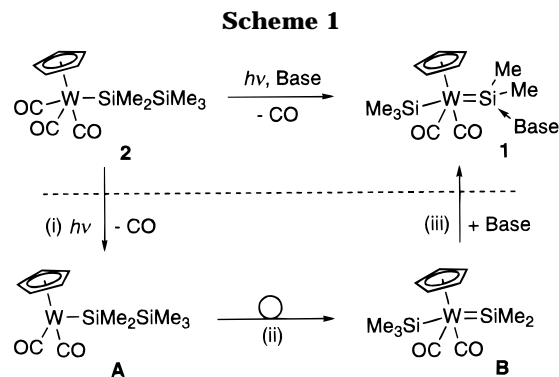 Scheme 1
OC W SiMe₂SiMe₃
OC CO
2
hν, Base
- CO
Me₃Si W=Si Me
Me
OC CO Base
1
(i) hν - CO
(iii) + Base
W SiMe₂SiMe₃
OC CO
A
(ii)
Me₃Si W=SiMe₂
OC CO
B